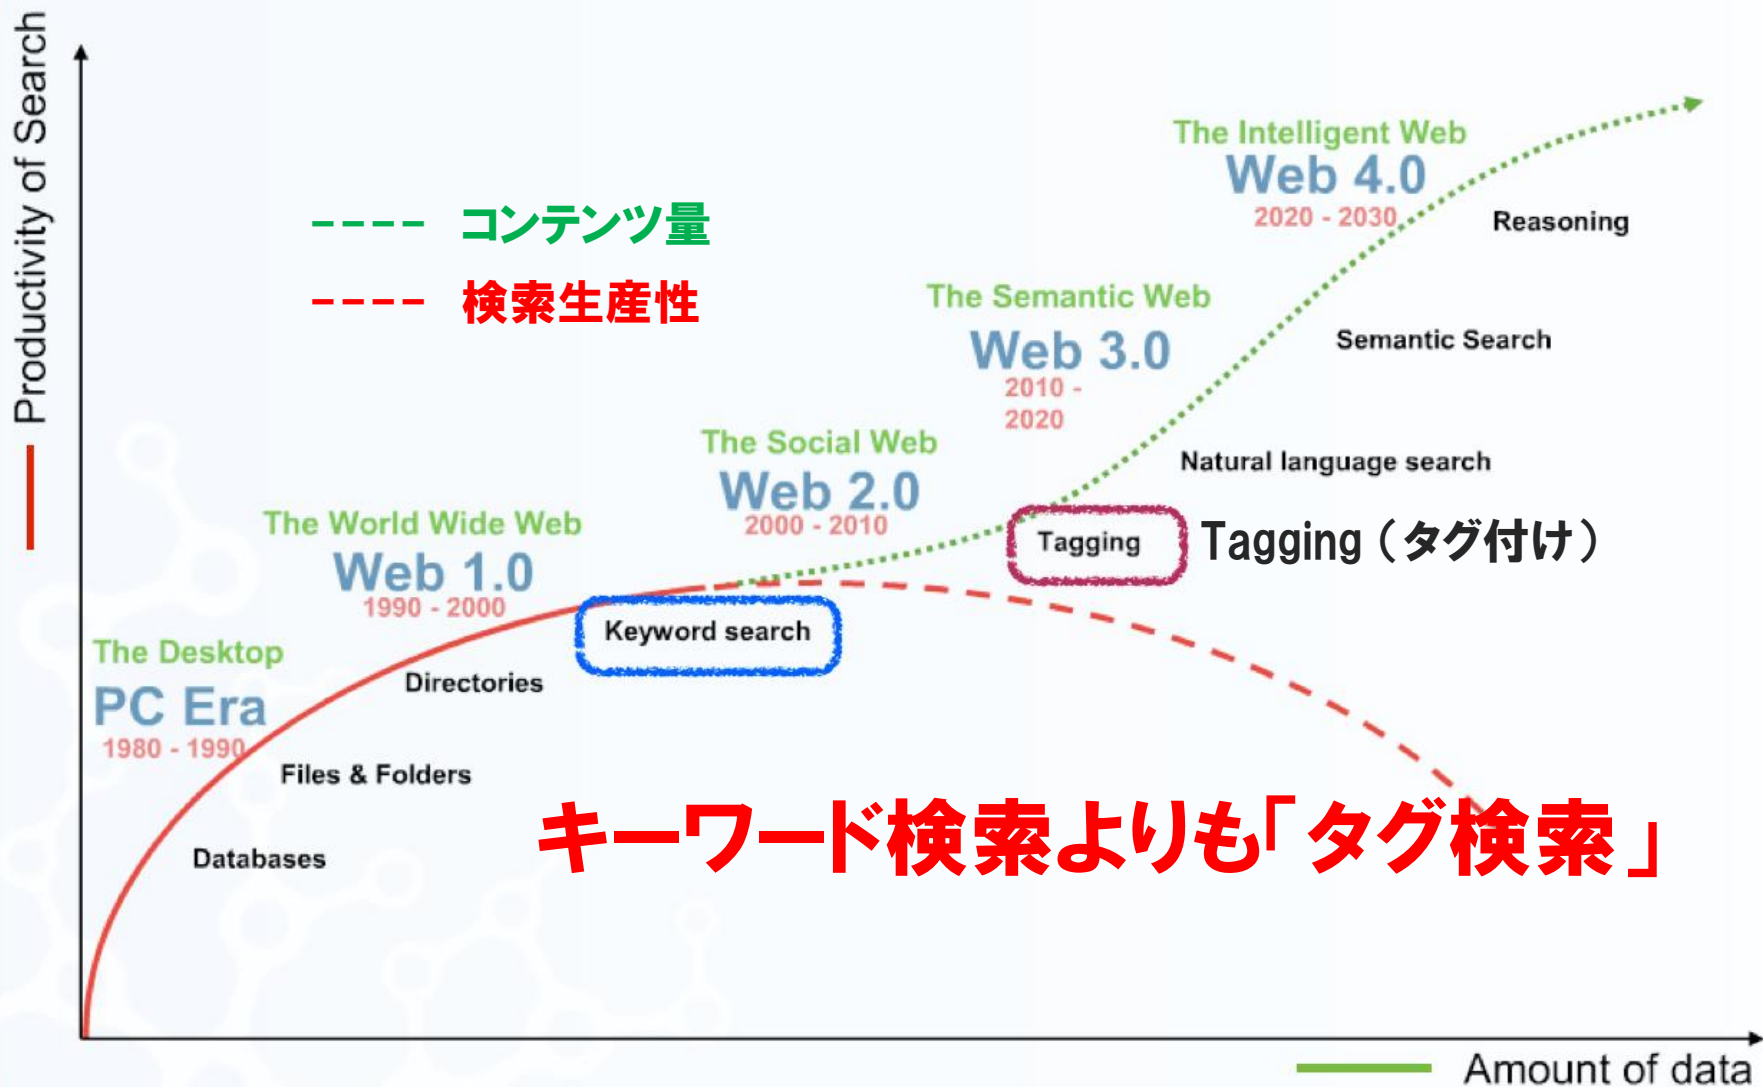 Productivity of Search
The Intelligent Web
Web 4.0
2020 - 2030
Reasoning
---- コンテンツ量
---- 検索生産性
The Semantic Web
Web 3.0
2010 -
2020
Semantic Search
The Social Web
Web 2.0
2000 - 2010
Natural language search
The World Wide Web
Web 1.0
1990 - 2000
Tagging
Tagging（タグ付け）
Keyword search
The Desktop
PC Era
1980 - 1990
Directories
Files & Folders
キーワード検索よりも「タグ検索」
Databases
Amount of data